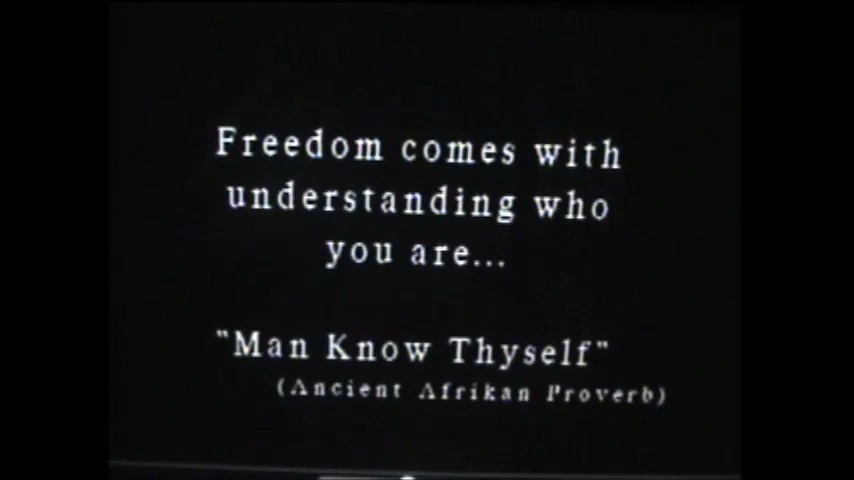 Freedom comes with
understanding who
you are...
"Man Know Thyself"
(Ancient Afrikan Proverb)